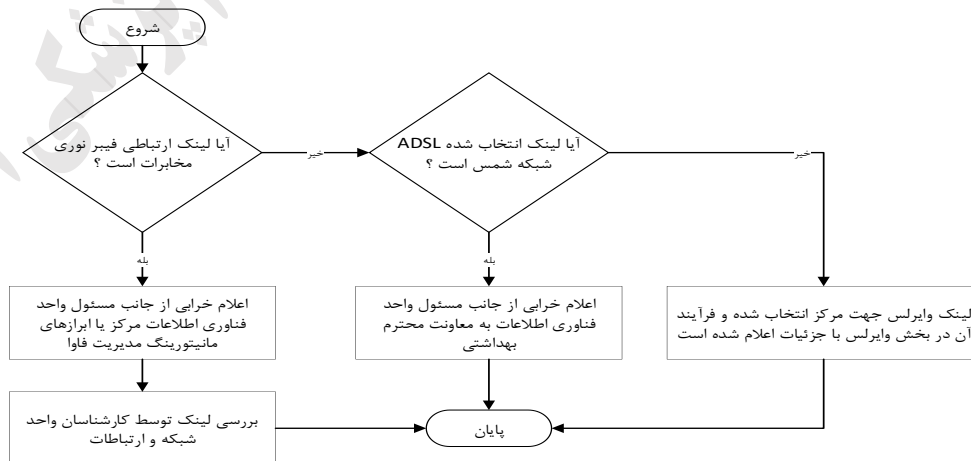 شروع
آیا لینک ارتباطی فیبر نوری
مخابرات است ؟
خیر
آیا لینک انتخاب شده ADSL
شبکه شمس است ؟
خیر
بله
بله
اعلام خرابی از جانب مسئول واحد
فناوری اطلاعات مرکز یا ابرازهای
مانیتورینگ مدیریت فاوا
اعلام خرابی از جانب مسئول واحد
فناوری اطلاعات به معاونت محترم
بهداشتی
لینک وایرلس جهت مرکز انتخاب شده و فرآیند
آن در بخش وایرلس با جزئیات اعلام شده است
بررسی لینک توسط کارشناسان واحد
شبکه و ارتباطات
پایان